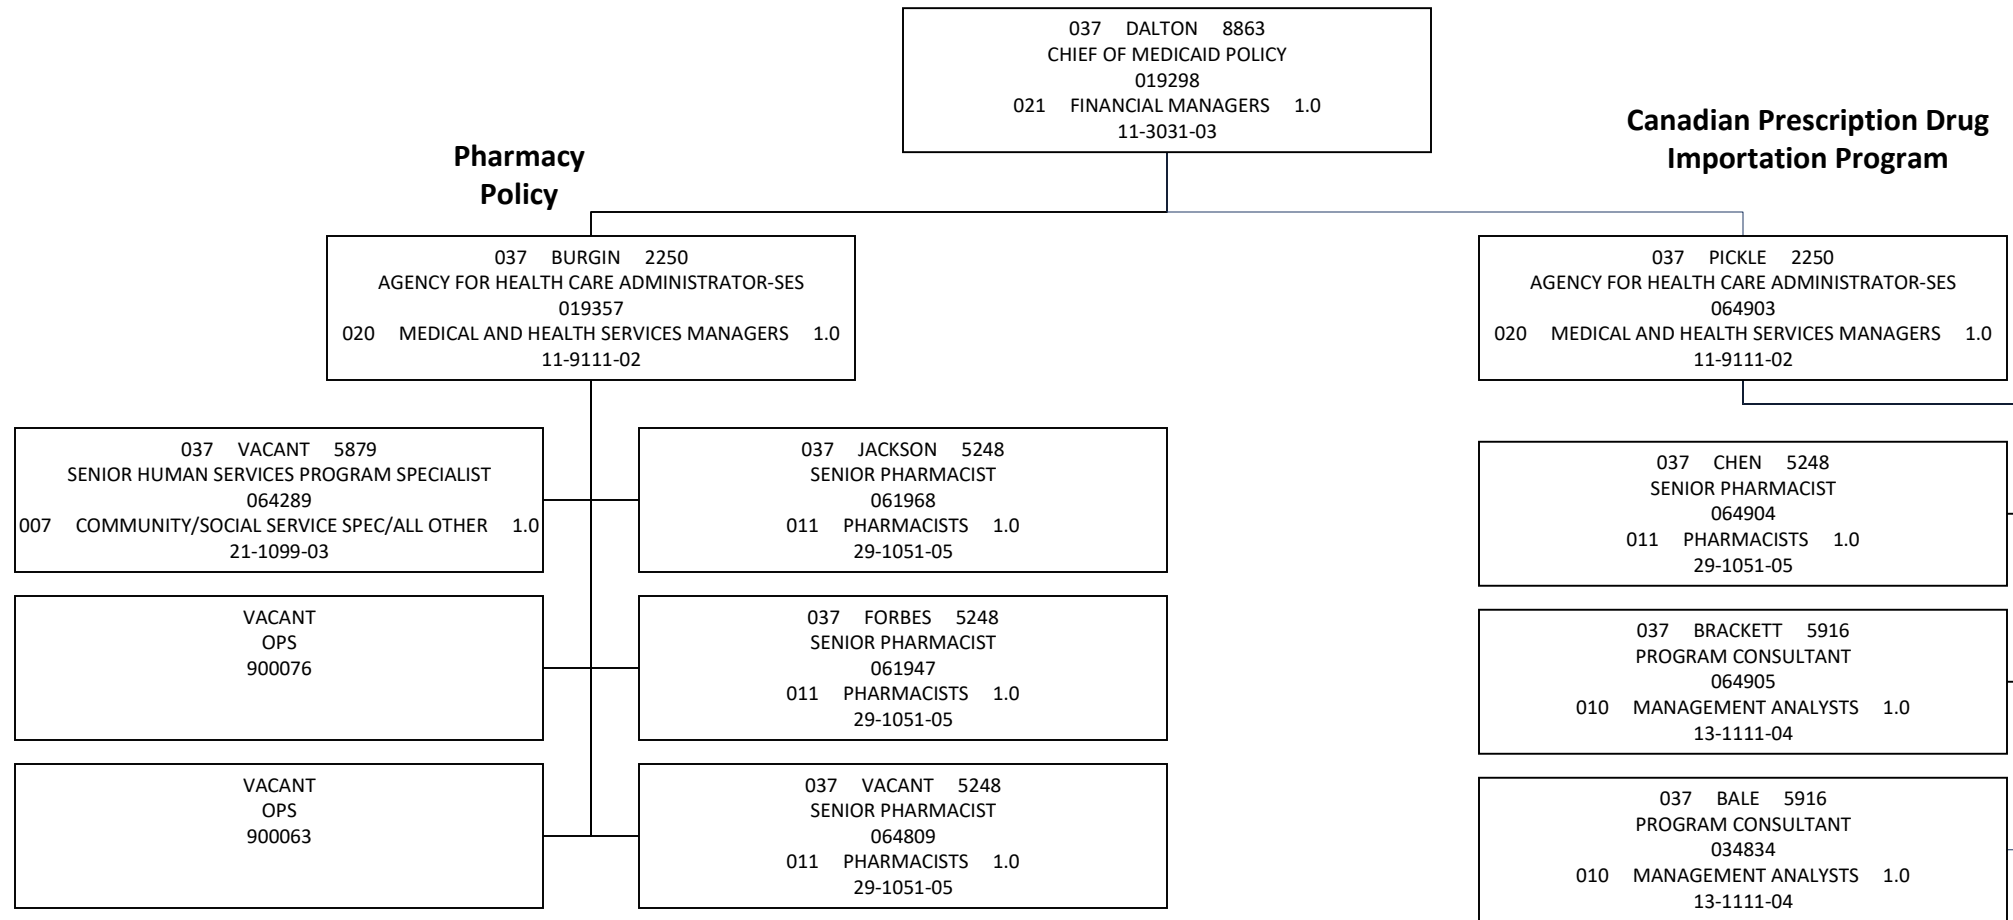 037 DALTON 8863
CHIEF OF MEDICAID POLICY
019298
021 FINANCIAL MANAGERS 1.0
11-3031-03
Pharmacy
Policy
Canadian Prescription Drug
Importation Program
037 BURGIN 2250
AGENCY FOR HEALTH CARE ADMINISTRATOR-SES
019357
020 MEDICAL AND HEALTH SERVICES MANAGERS 1.0
11-9111-02
037 PICKLE 2250
AGENCY FOR HEALTH CARE ADMINISTRATOR-SES
064903
020 MEDICAL AND HEALTH SERVICES MANAGERS 1.0
11-9111-02
037 VACANT 5879
SENIOR HUMAN SERVICES PROGRAM SPECIALIST
064289
007 COMMUNITY/SOCIAL SERVICE SPEC/ALL OTHER 1.0
21-1099-03
037 JACKSON 5248
SENIOR PHARMACIST
061968
011 PHARMACISTS 1.0
29-1051-05
037 CHEN 5248
SENIOR PHARMACIST
064904
011 PHARMACISTS 1.0
29-1051-05
VACANT
OPS
900076
037 FORBES 5248
SENIOR PHARMACIST
061947
011 PHARMACISTS 1.0
29-1051-05
037 BRACKETT 5916
PROGRAM CONSULTANT
064905
010 MANAGEMENT ANALYSTS 1.0
13-1111-04
VACANT
OPS
900063
037 VACANT 5248
SENIOR PHARMACIST
064809
011 PHARMACISTS 1.0
29-1051-05
037 BALE 5916
PROGRAM CONSULTANT
034834
010 MANAGEMENT ANALYSTS 1.0
13-1111-04